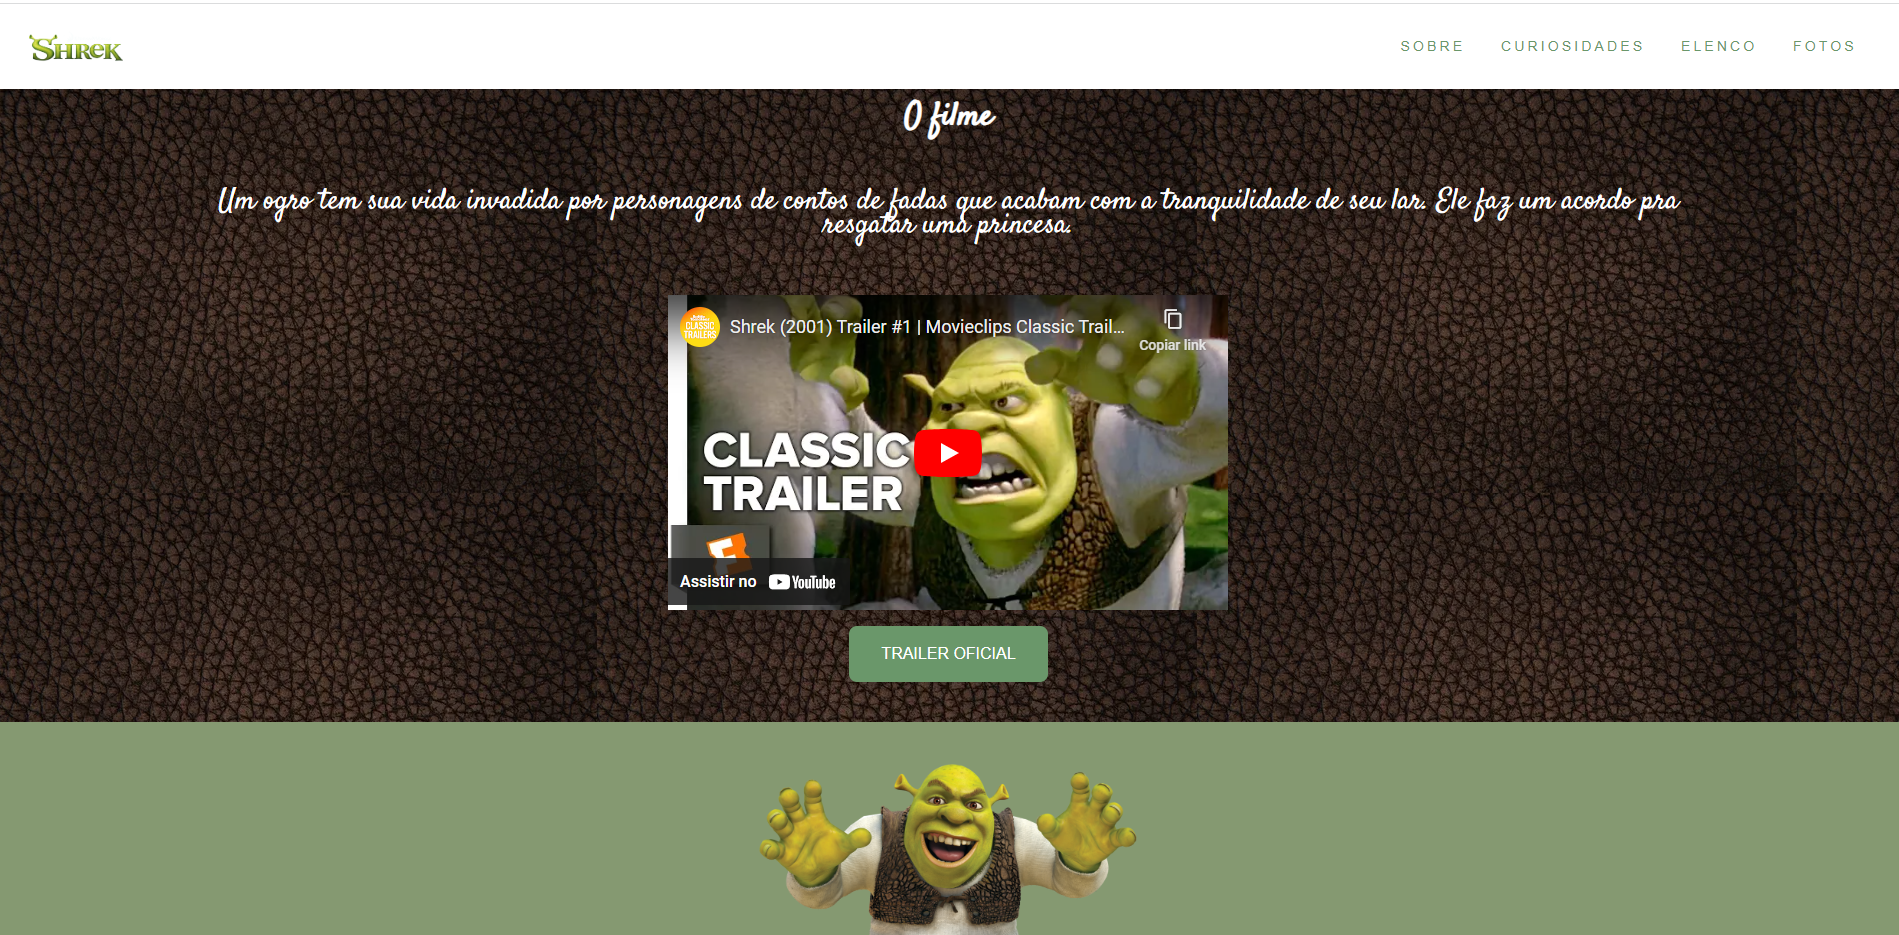 SHREK
SOBRE CURIOSIDADES ELENCO FOTOS
O filme
Um ogro tem sua vida invadida por personagens de contos de fadas que acabam com a tranquilidade de seu lar. Ele faz um acordo pra
resgatar uma princesa.
CLASSIC TRAILERS
Shrek (2001) Trailer #1 | Movieclips Classic Trail...
Copiar link
CLASSIC
TRAILER
Assistir no YouTube
TRAILER OFICIAL